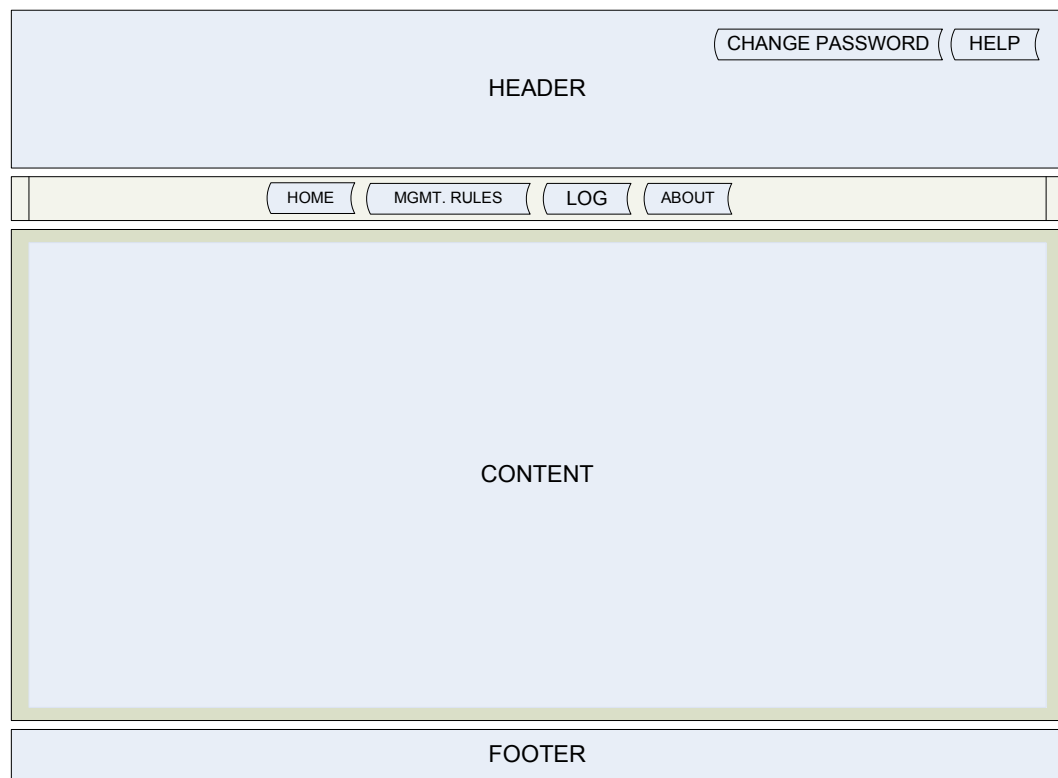 CHANGE PASSWORD HELP
HEADER
HOME MGMT. RULES LOG ABOUT
CONTENT
FOOTER